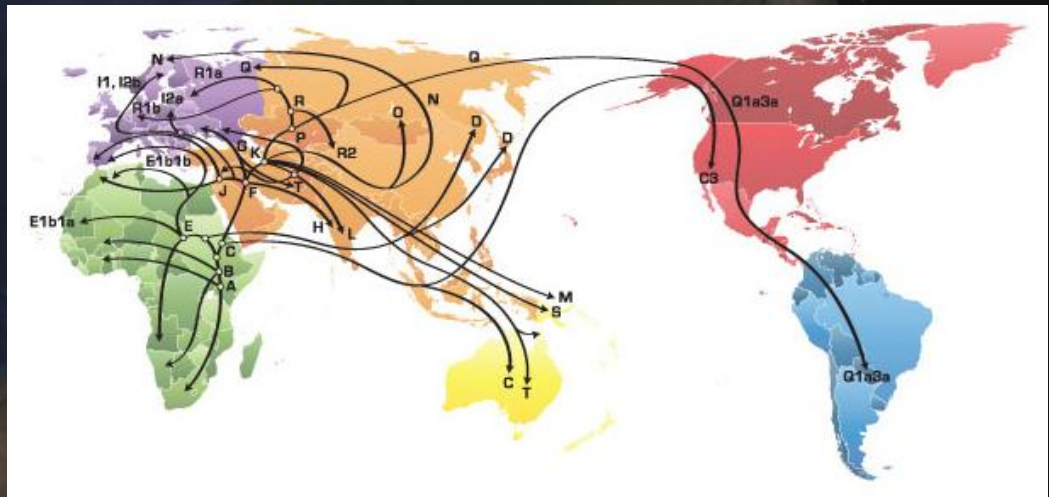 N
R1a
Q
Q
I1, I2b
I2a
R1b
R
N
O
D
D
Q1a3a
P
G
K
R2
E1b1b
J
F
T
C3
E1b1a
E
H
L
C
B
A
M
S
C
T
Q1a3a